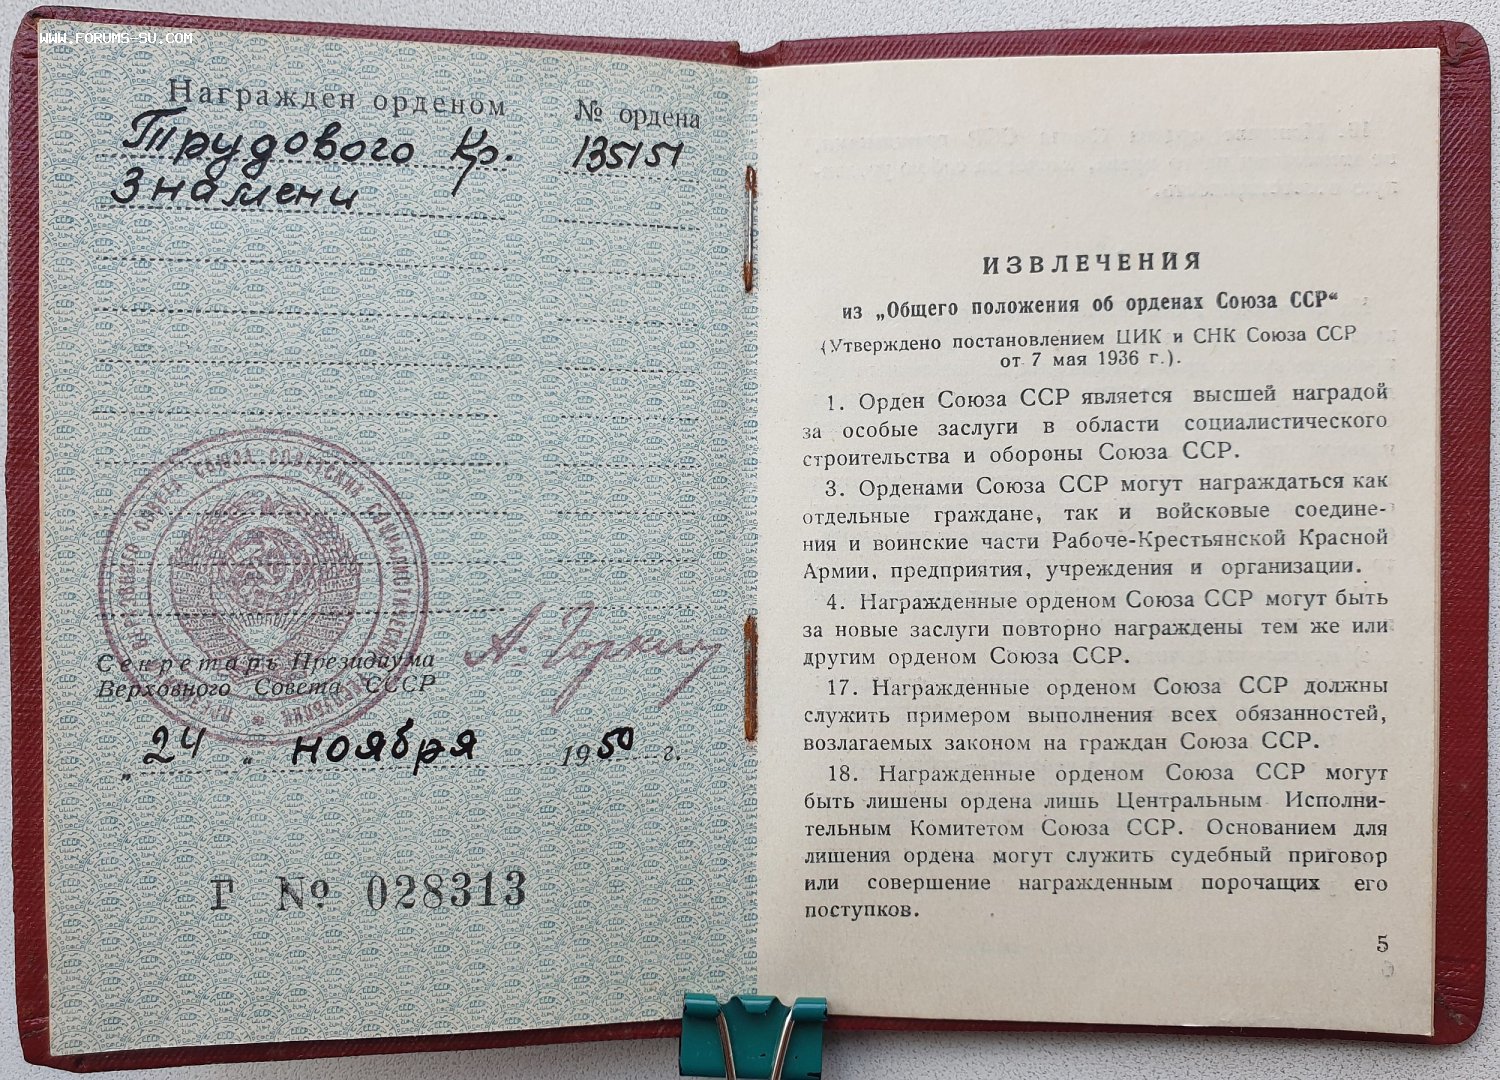 WWW.FORUMS-SU.COM
Награжден орденом № ордена
Трудового Кр. 135151
Знамени
Секретарь Президиума
Верховного Совета СССР
А. Горкин
„24“ ноября 1950 г.
Г № 028313
ИЗВЛЕЧЕНИЯ
из „Общего положения об орденах Союза ССР“
(Утверждено постановлением ЦИК и СНК Союза ССР
от 7 мая 1936 г.).
1. Орден Союза ССР является высшей наградой
за особые заслуги в области социалистического
строительства и обороны Союза ССР.
3. Орденами Союза ССР могут награждаться как
отдельные граждане, так и войсковые соедине-
ния и воинские части Рабоче-Крестьянской Красной
Армии, предприятия, учреждения и организации.
4. Награжденные орденом Союза ССР могут быть
за новые заслуги повторно награждены тем же или
другим орденом Союза ССР.
17. Награжденные орденом Союза ССР должны
служить примером выполнения всех обязанностей,
возлагаемых законом на граждан Союза ССР.
18. Награжденные орденом Союза ССР могут
быть лишены ордена лишь Центральным Исполни-
тельным Комитетом Союза ССР. Основанием для
лишения ордена могут служить судебный приговор
или совершение награжденным порочащих его
поступков.
5